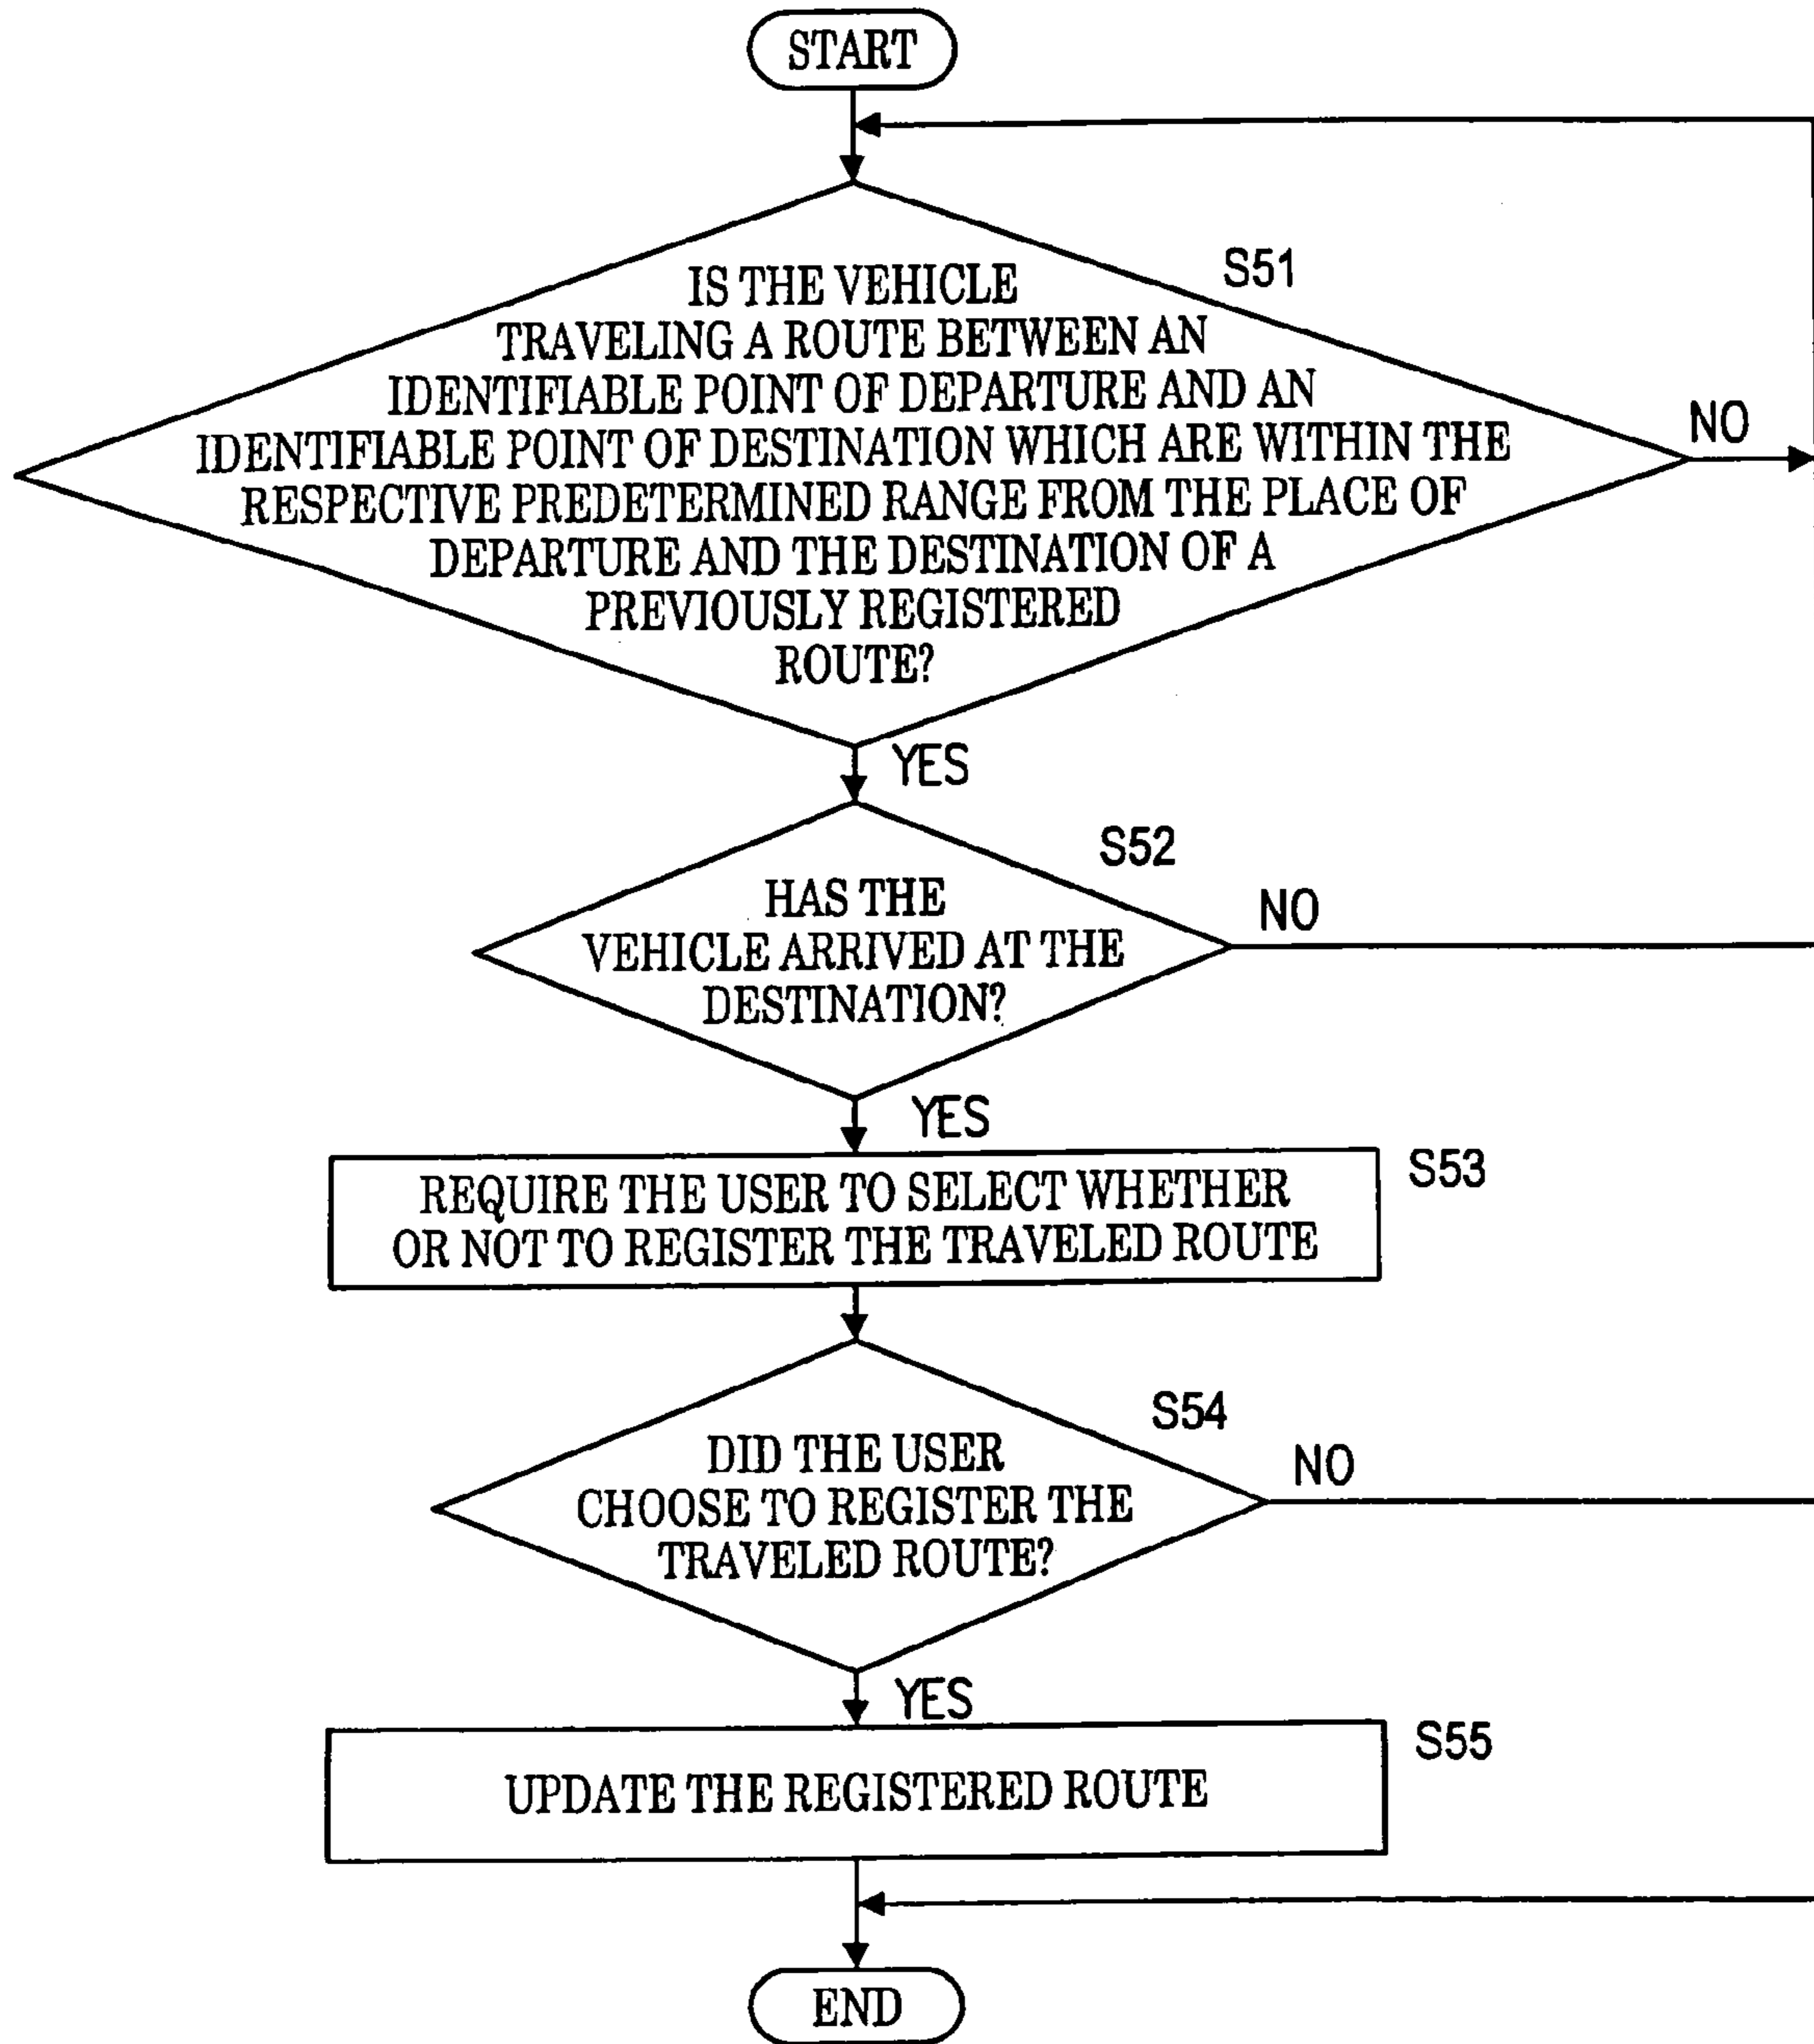 START
S51
IS THE VEHICLE
TRAVELING A ROUTE BETWEEN AN
IDENTIFIABLE POINT OF DEPARTURE AND AN
IDENTIFIABLE POINT OF DESTINATION WHICH ARE WITHIN THE
RESPECTIVE PREDETERMINED RANGE FROM THE PLACE OF
DEPARTURE AND THE DESTINATION OF A
PREVIOUSLY REGISTERED
ROUTE?
NO
YES
S52
HAS THE
VEHICLE ARRIVED AT THE
DESTINATION?
NO
YES
S53
REQUIRE THE USER TO SELECT WHETHER
OR NOT TO REGISTER THE TRAVELED ROUTE
S54
DID THE USER
CHOOSE TO REGISTER THE
TRAVELED ROUTE?
NO
YES
S55
UPDATE THE REGISTERED ROUTE
END